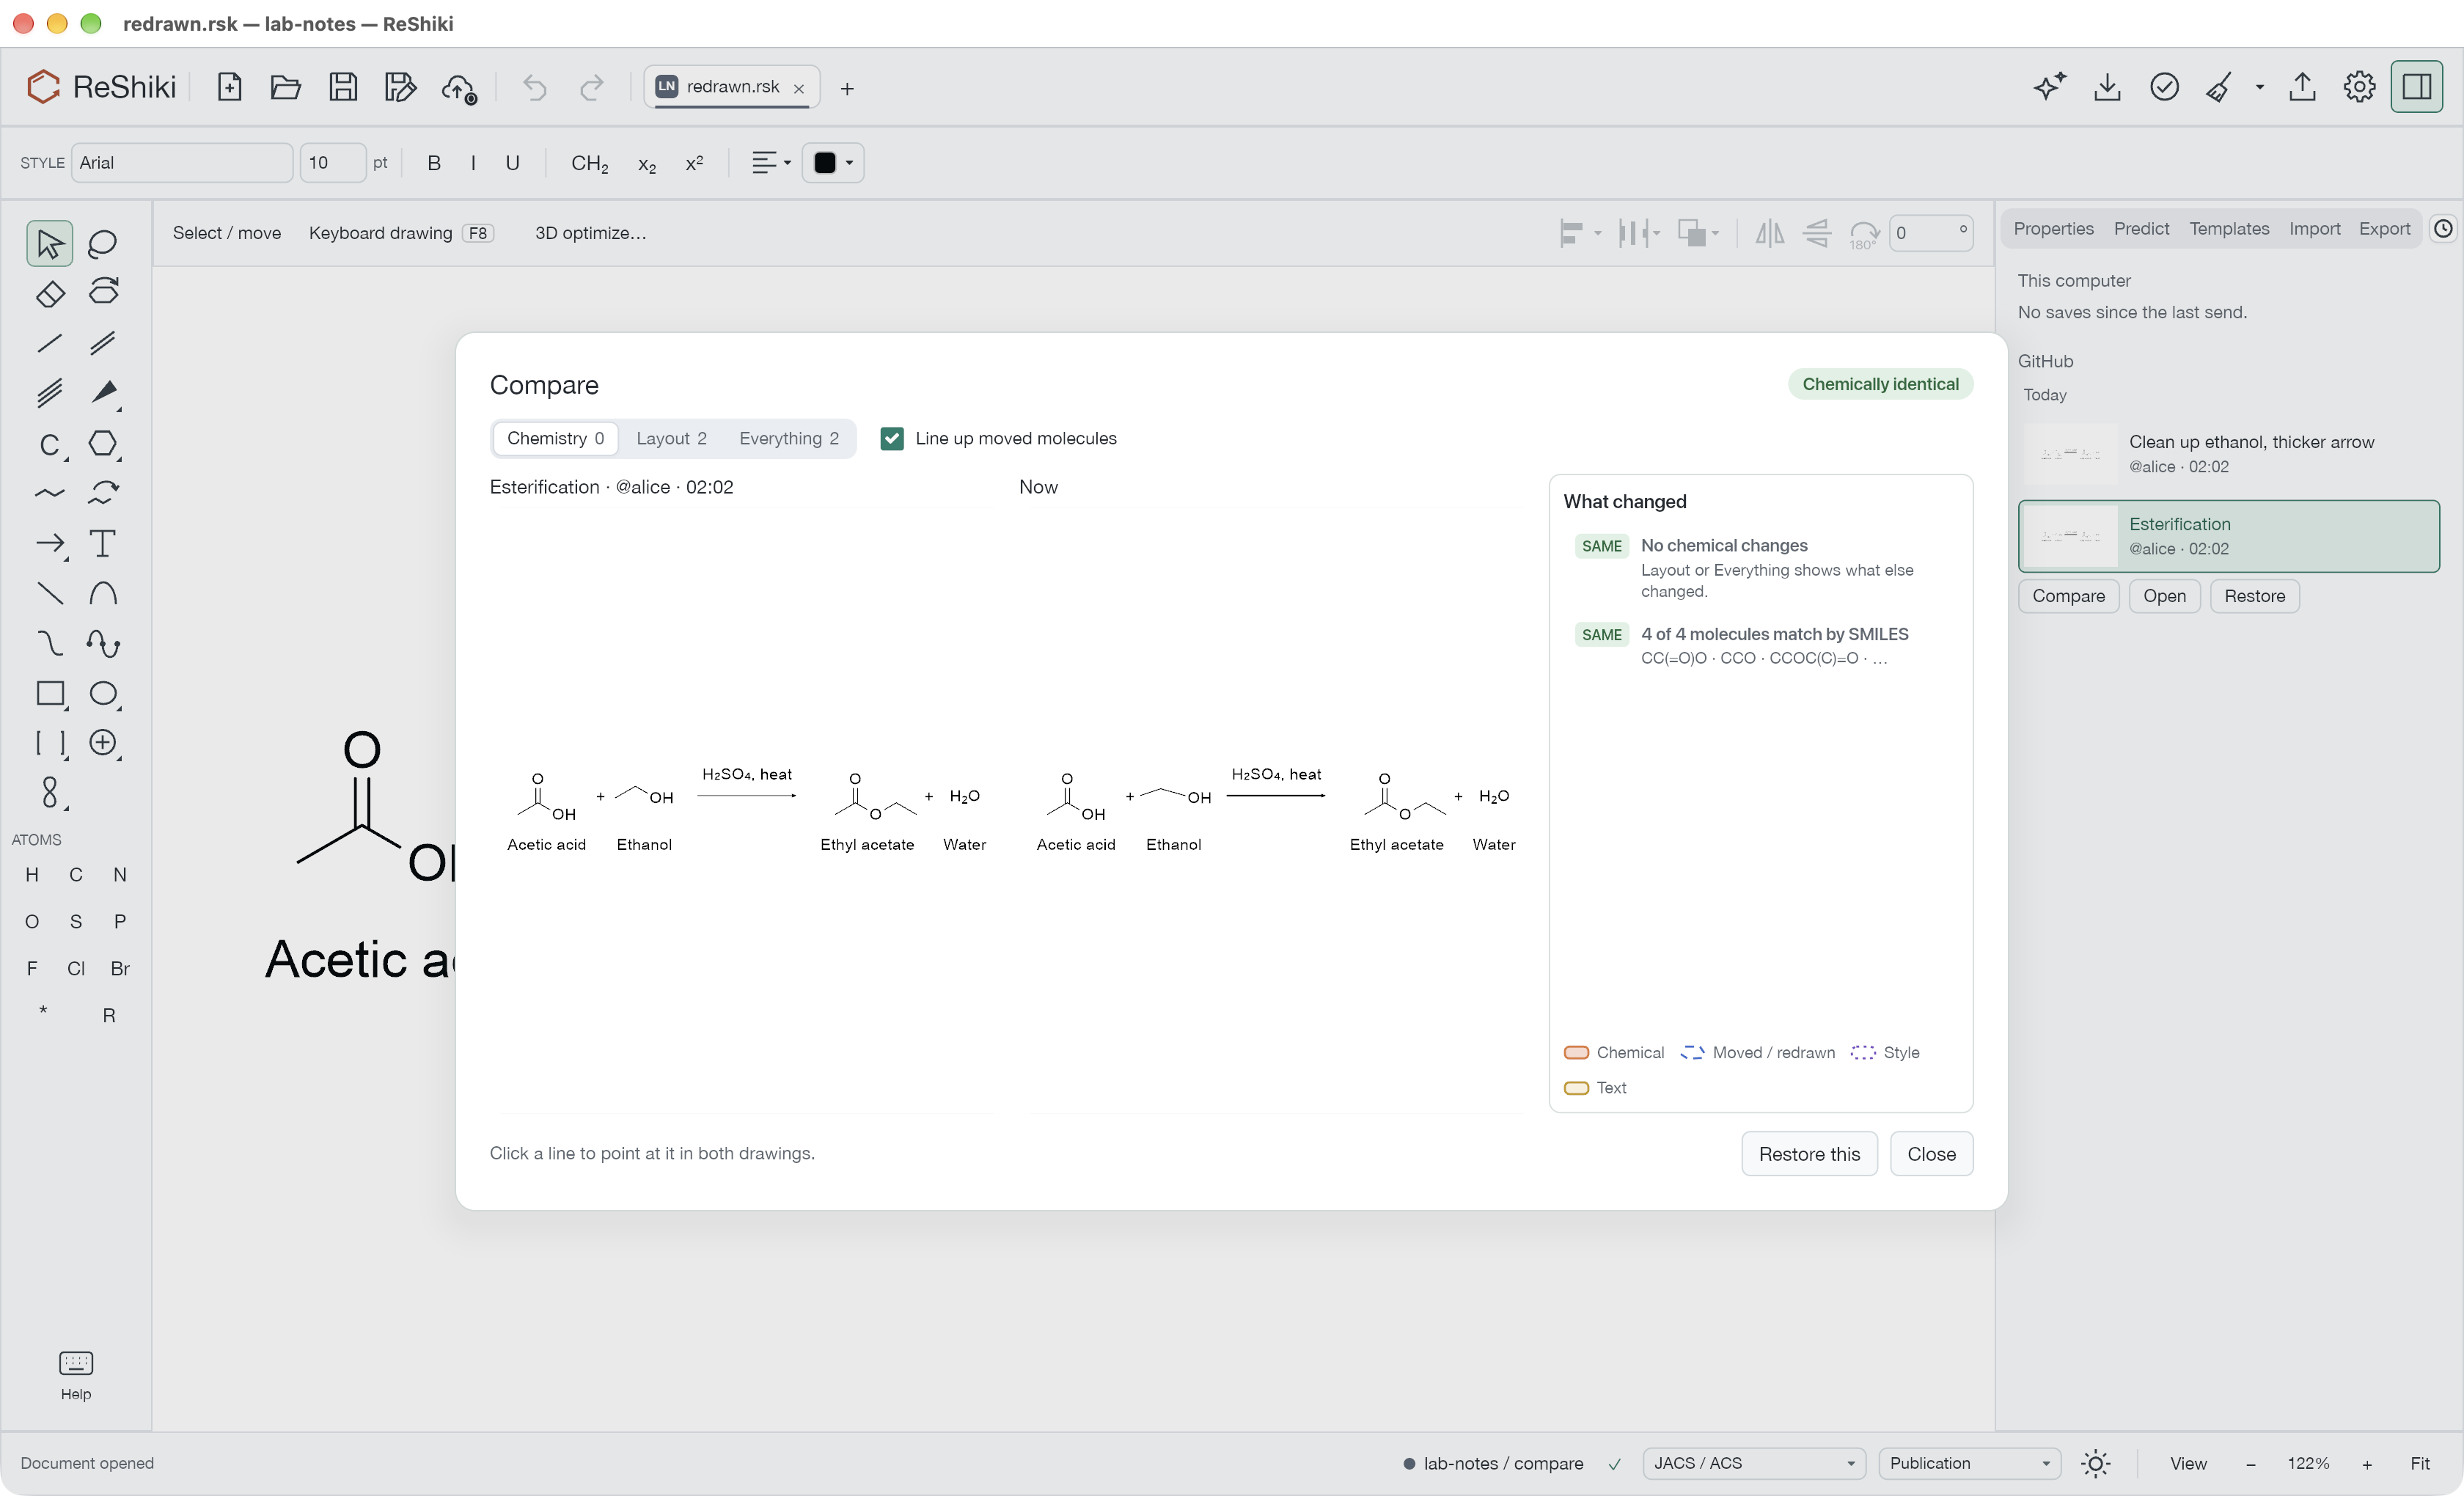 redrawn.rsk — lab-notes — ReShiki
ReShiki
LN redrawn.rsk × +
STYLE Arial 10 pt B I U CH₂ x₂ x²
Select / move Keyboard drawing F8 3D optimize… 180° 0 °
Properties Predict Templates Import Export
This computer
No saves since the last send.
GitHub
Today
Clean up ethanol, thicker arrow
@alice · 02:02
Esterification
@alice · 02:02
Compare Open Restore
C
T
ATOMS
H C N
O S P
F Cl Br
* R
Help
O
O
Acetic a
Compare
Chemically identical
Chemistry 0 Layout 2 Everything 2 Line up moved molecules
Esterification · @alice · 02:02
Now
O OH + OH H₂SO₄, heat O O + H₂O
Acetic acid Ethanol Ethyl acetate Water
O OH + OH H₂SO₄, heat O O + H₂O
Acetic acid Ethanol Ethyl acetate Water
What changed
SAME No chemical changes
Layout or Everything shows what else
changed.
SAME 4 of 4 molecules match by SMILES
CC(=O)O · CCO · CCOC(C)=O · …
Chemical Moved / redrawn Style
Text
Click a line to point at it in both drawings.
Restore this Close
Document opened
lab-notes / compare ✓ JACS / ACS Publication View − 122% + Fit